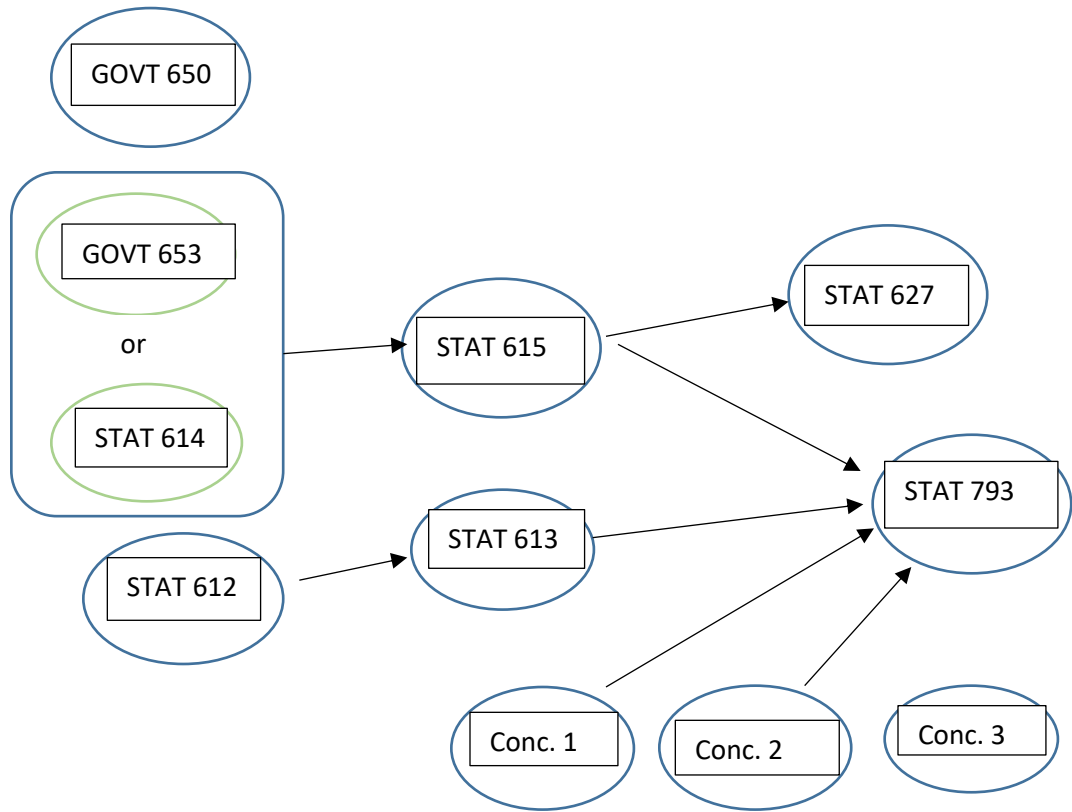 GOVT 650
GOVT 653
or
STAT 614
STAT 612
STAT 615
STAT 613
STAT 627
STAT 793
Conc. 1
Conc. 2
Conc. 3